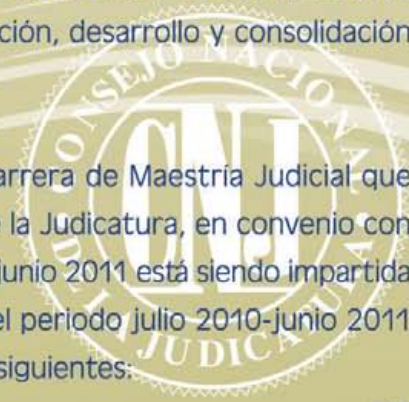 ción, desarrollo y consolidación
CONSEJO NACIONAL
DE LA JUDICATURA
CNJ
arrera de Maestría Judicial que
la Judicatura, en convenio con
junio 2011 está siendo impartida
el periodo julio 2010-junio 2011
siguientes: